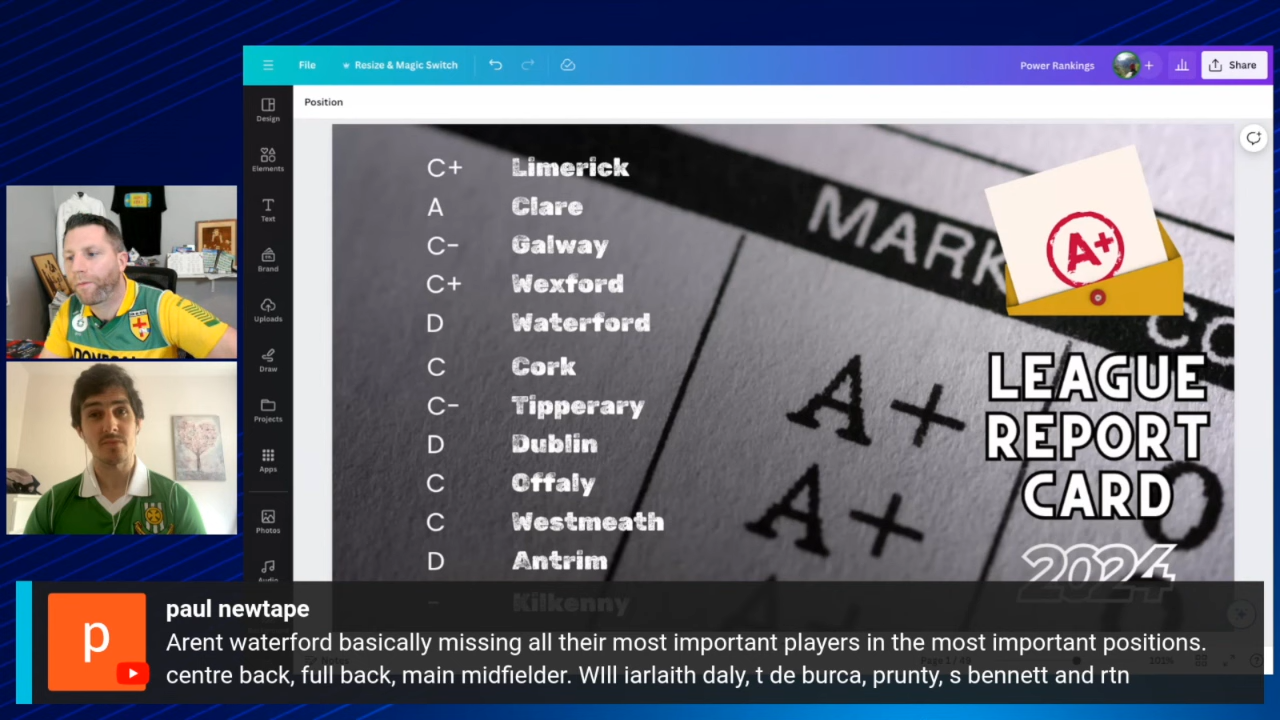 File
Resize & Magic Switch
Power Rankings
Share
Position
Design
Elements
Text
Brand
Uploads
Draw
Projects
Apps
Photos
Audio
C+ Limerick
A Clare
C- Galway
C+ Wexford
D Waterford
C Cork
C- Tipperary
D Dublin
C Offaly
C Westmeath
D Antrim
- Kilkenny
MARK
CO
A+
A+
A+
LEAGUE
REPORT
CARD
2024
p
paul newtape
Arent waterford basically missing all their most important players in the most important positions.
centre back, full back, main midfielder. WIll iarlaith daly, t de burca, prunty, s bennett and rtn